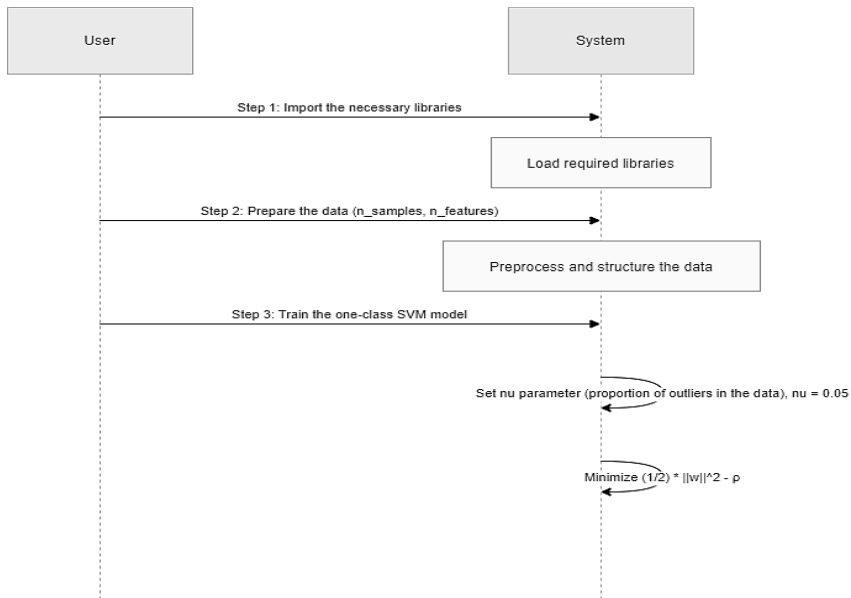 User
System
Step 1: Import the necessary libraries
Load required libraries
Step 2: Prepare the data (n_samples, n_features)
Preprocess and structure the data
Step 3: Train the one-class SVM model
Set nu parameter (proportion of outliers in the data), nu = 0.05
Minimize (1/2) * ||w||^2 - ρ